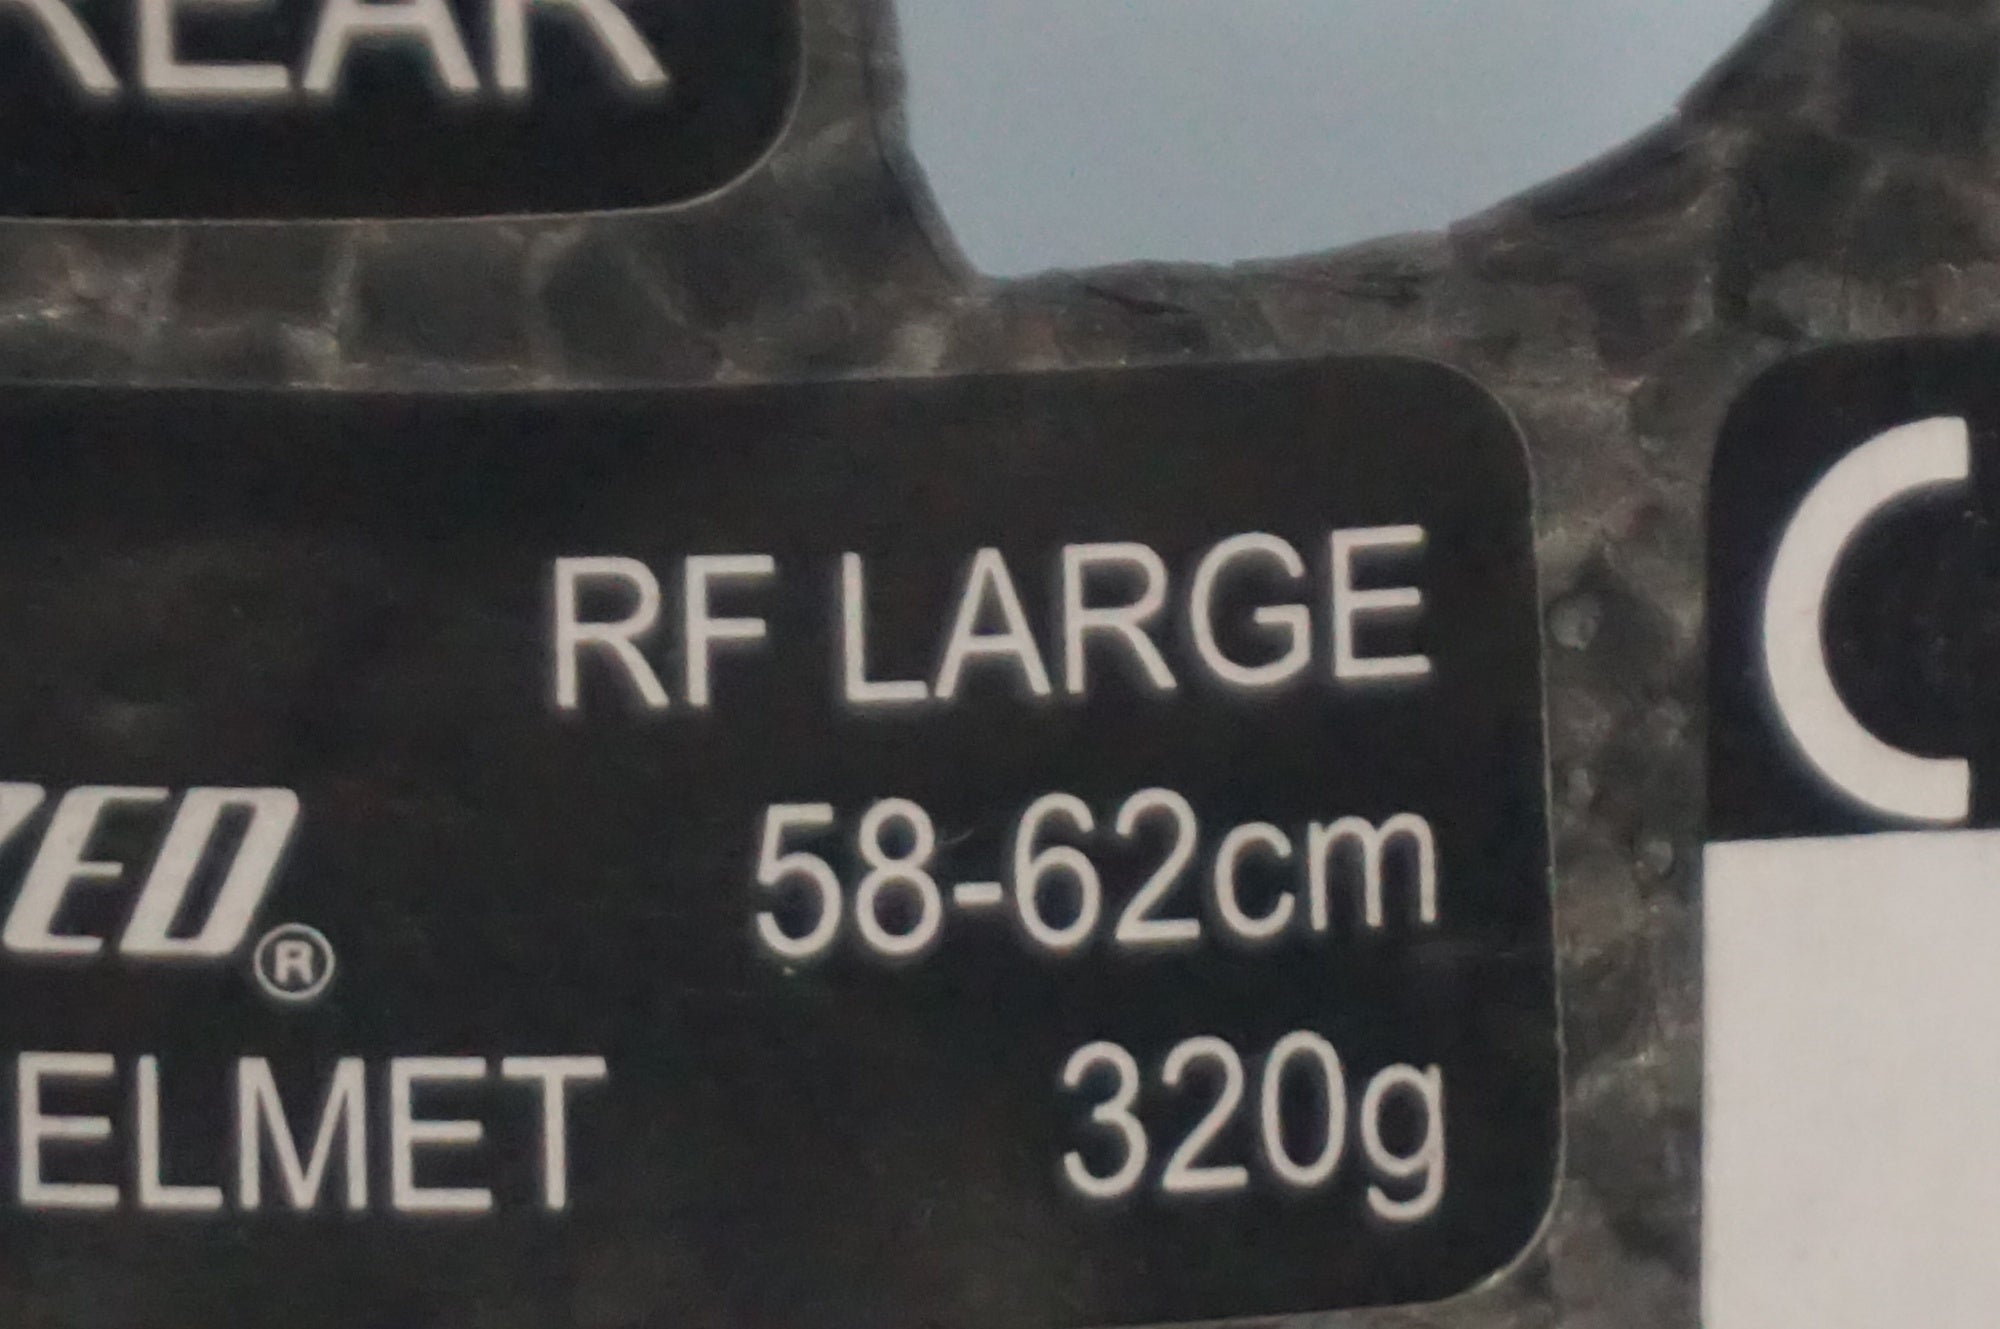 REAR
RF LARGE
58-62cm
ZED®
ELMET 320g
C